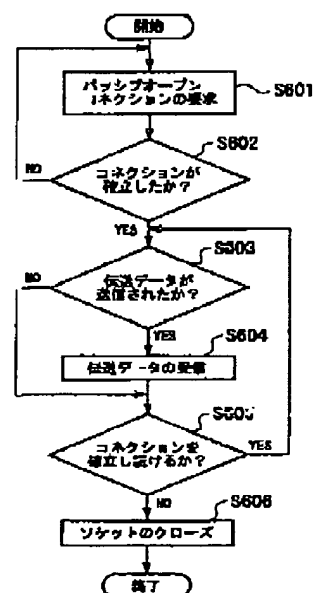 開始
パッシブオープン
コネクションの要求
S601
S602
コネクションが
確立したか？
NO
YES
S603
伝送データが
送信されたか？
NO
YES
S604
伝送データの受信
S605
コネクションを
確立し続けるか？
YES
NO
S606
ソケットのクローズ
終了